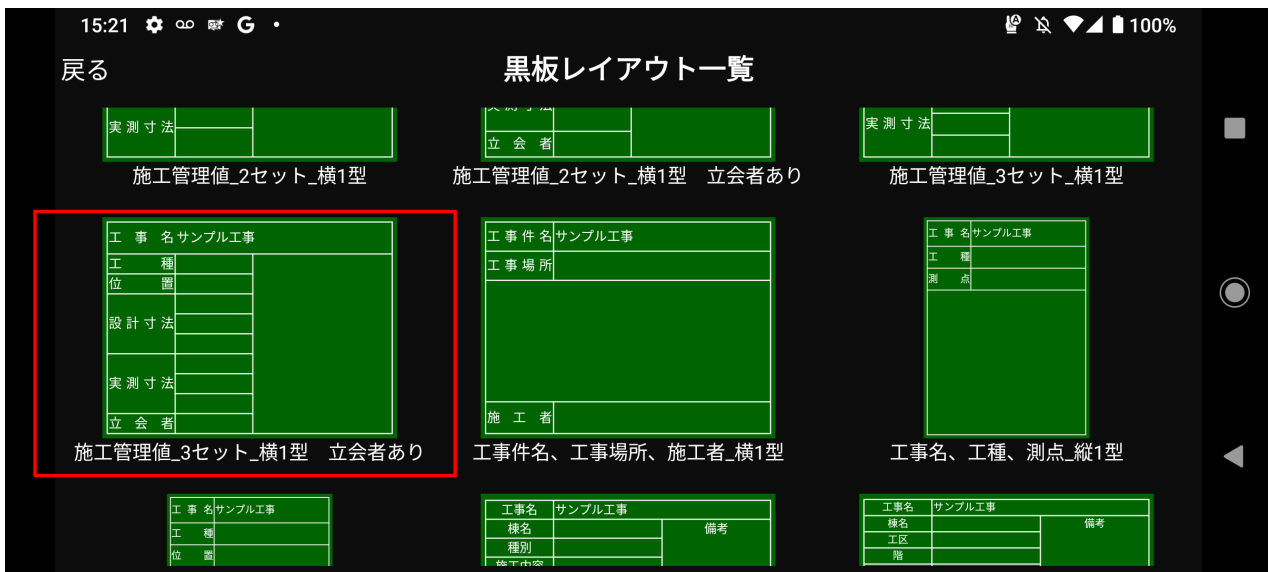 15:21 G 100%
戻る 黒板レイアウト一覧
実測寸法
立会者
実測寸法
施工管理値_2セット_横1型
施工管理値_2セット_横1型　立会者あり
施工管理値_3セット_横1型
工事名 サンプル工事
工種
位置
設計寸法
実測寸法
立会者
施工管理値_3セット_横1型　立会者あり
工事件名 サンプル工事
工事場所
施工者
工事件名、工事場所、施工者_横1型
工事名 サンプル工事
工種
測点
工事名、工種、測点_縦1型
工事名 サンプル工事
工種
位置
工事名 サンプル工事
棟名 備考
種別
施工内容
工事名 サンプル工事
棟名 備考
工区
階